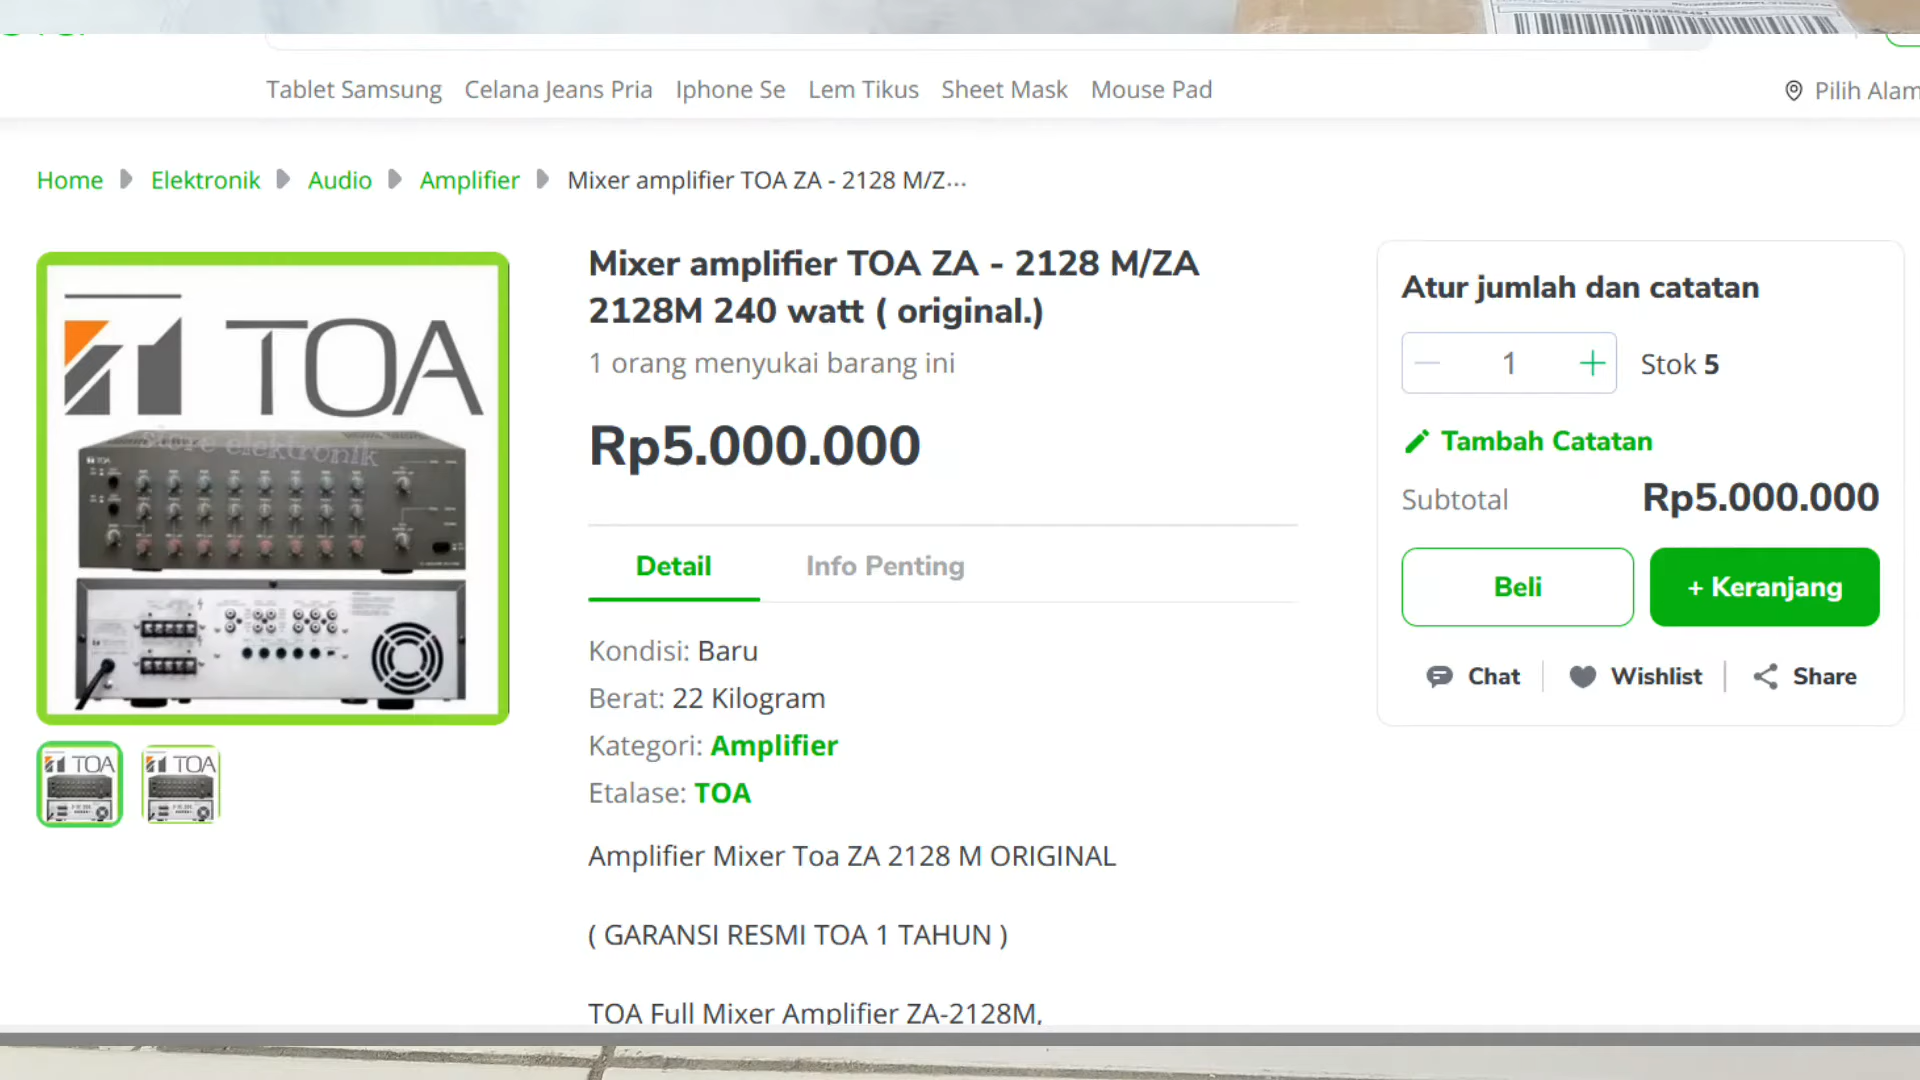 Tablet Samsung Celana Jeans Pria Iphone Se Lem Tikus Sheet Mask Mouse Pad
Pilih Alam
Home Elektronik Audio Amplifier Mixer amplifier TOA ZA - 2128 M/Z...
TOA
store elektronik
TOA
TOA
Mixer amplifier TOA ZA - 2128 M/ZA
2128M 240 watt ( original.)
1 orang menyukai barang ini
Rp5.000.000
Detail Info Penting
Kondisi: Baru
Berat: 22 Kilogram
Kategori: Amplifier
Etalase: TOA
Amplifier Mixer Toa ZA 2128 M ORIGINAL
( GARANSI RESMI TOA 1 TAHUN )
TOA Full Mixer Amplifier ZA-2128M,
Atur jumlah dan catatan
1
Stok 5
Tambah Catatan
Subtotal Rp5.000.000
Beli
+ Keranjang
Chat Wishlist Share